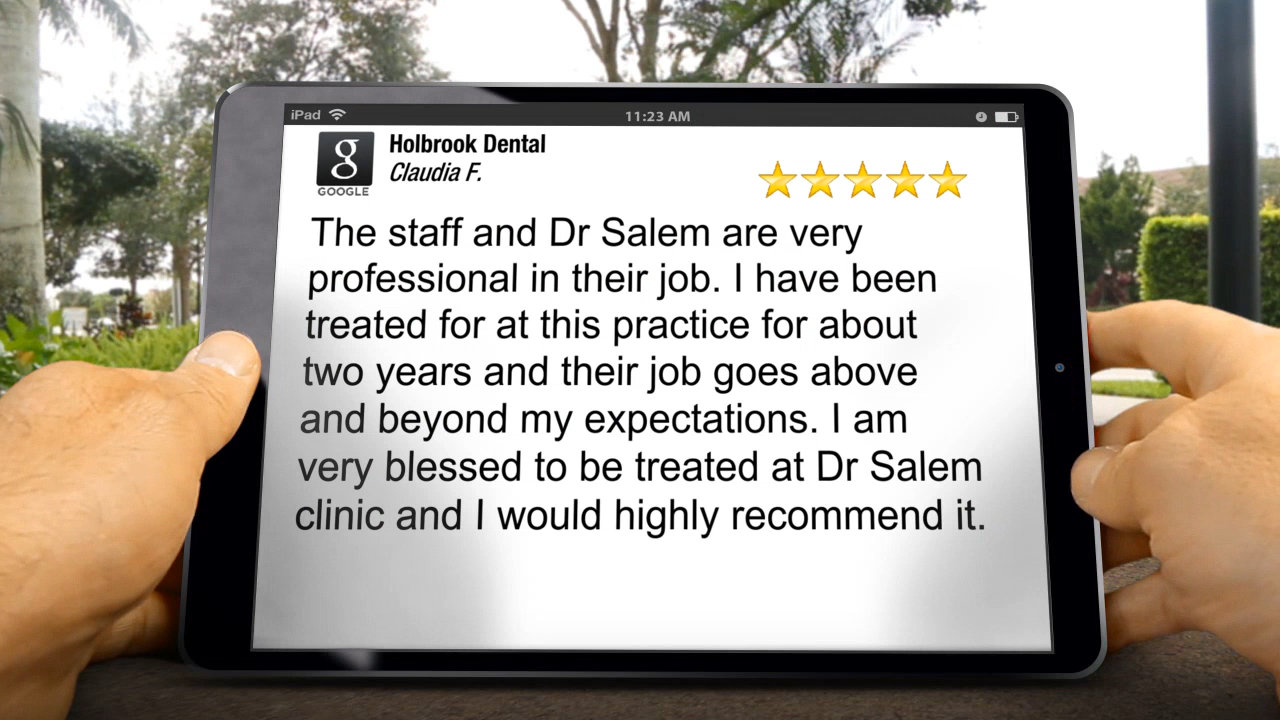 iPad 11:23 AM
g
GOOGLE
Holbrook Dental
Claudia F.
The staff and Dr Salem are very
professional in their job. I have been
treated for at this practice for about
two years and their job goes above
and beyond my expectations. I am
very blessed to be treated at Dr Salem
clinic and I would highly recommend it.